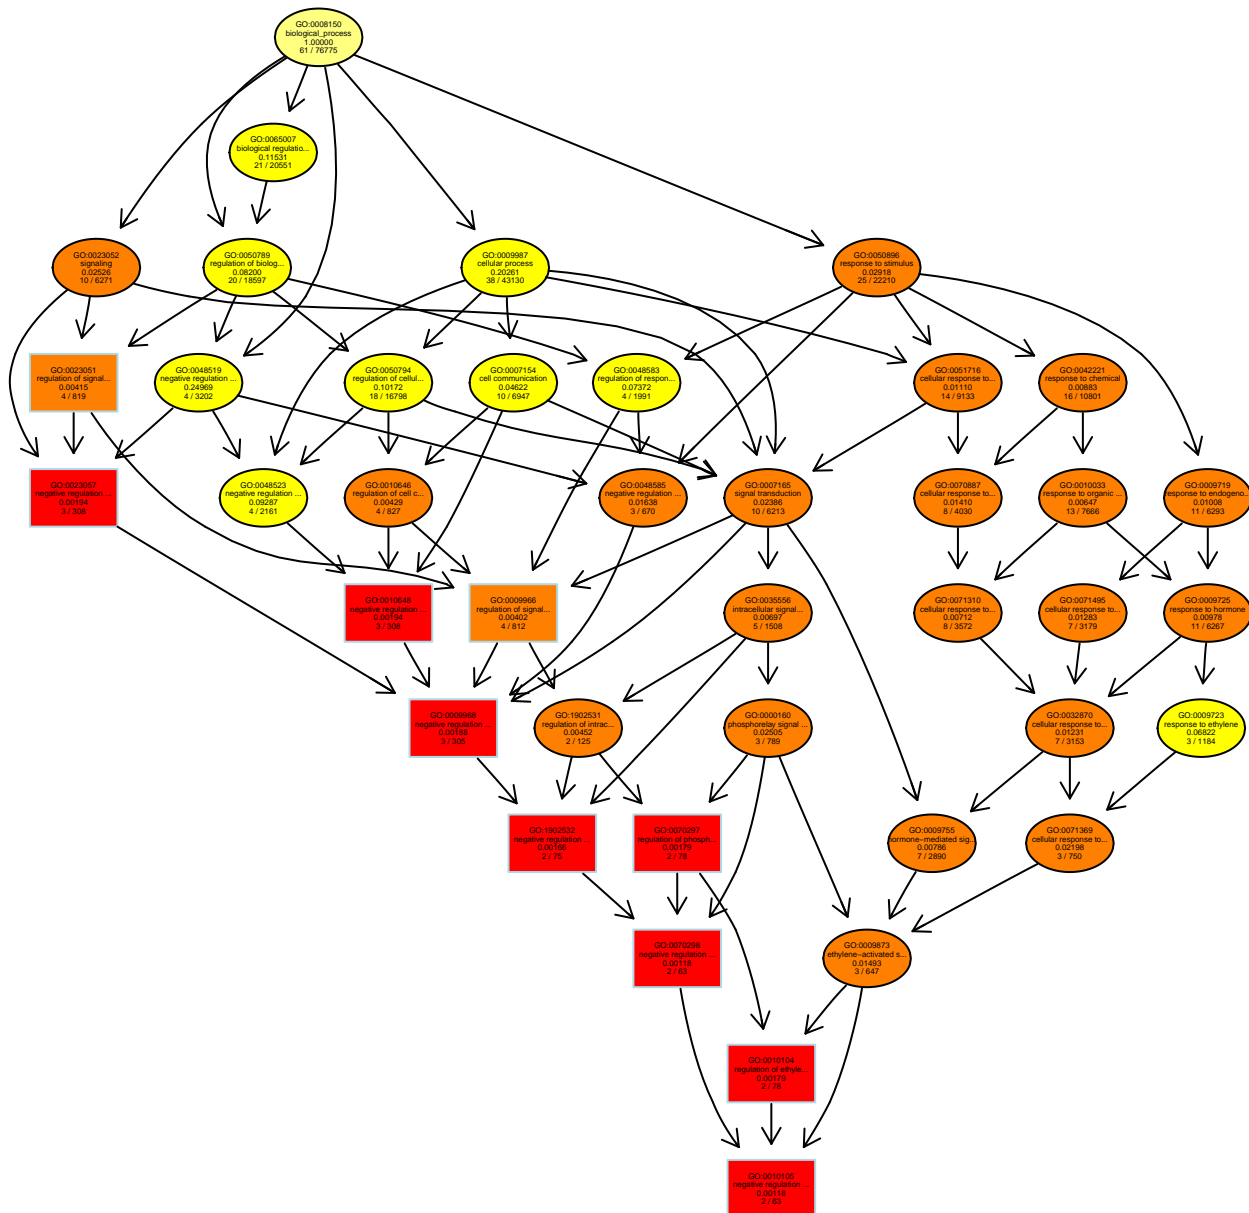 GO:0008150
biological_process
1.00000
61 / 76775
GO:0065007
biological regulatio...
0.11531
21 / 20551
GO:0023052
signaling
0.02526
10 / 6271
GO:0050789
regulation of biolog...
0.08200
20 / 18597
GO:0009987
cellular process
0.20261
38 / 43130
GO:0050896
response to stimulus
0.02918
25 / 22210
GO:0023051
regulation of signal...
0.00415
4 / 819
GO:0048519
negative regulation ...
0.24969
4 / 3202
GO:0050794
regulation of cellul...
0.10172
18 / 16798
GO:0007154
cell communication
0.04622
10 / 6947
GO:0048583
regulation of respon...
0.07372
4 / 1991
GO:0051716
cellular response to...
0.01110
14 / 9133
GO:0042221
response to chemical
0.00883
16 / 10801
GO:0023057
negative regulation ...
0.00194
3 / 308
GO:0048523
negative regulation ...
0.09287
4 / 2161
GO:0010646
regulation of cell c...
0.00429
4 / 827
GO:0048585
negative regulation ...
0.01638
3 / 670
GO:0007165
signal transduction
0.02386
10 / 6213
GO:0070887
cellular response to...
0.01410
8 / 4030
GO:0010033
response to organic ...
0.00647
13 / 7666
GO:0009719
response to endogeno...
0.01008
11 / 6293
GO:0010648
negative regulation ...
0.00194
3 / 308
GO:0009966
regulation of signal...
0.00402
4 / 812
GO:0035556
intracellular signal...
0.00697
5 / 1508
GO:0071310
cellular response to...
0.00712
8 / 3572
GO:0071495
cellular response to...
0.01283
7 / 3179
GO:0009725
response to hormone
0.00978
11 / 6267
GO:0009968
negative regulation ...
0.00188
3 / 305
GO:1902531
regulation of intrac...
0.00452
2 / 125
GO:0000160
phosphorelay signal ...
0.02505
3 / 789
GO:0032870
cellular response to...
0.01231
7 / 3153
GO:0009723
response to ethylene
0.06822
3 / 1184
GO:1902532
negative regulation ...
0.00166
2 / 75
GO:0070297
regulation of phosph...
0.00179
2 / 78
GO:0009755
hormone−mediated sig...
0.00786
7 / 2890
GO:0071369
cellular response to...
0.02198
3 / 750
GO:0070298
negative regulation ...
0.00118
2 / 63
GO:0009873
ethylene−activated s...
0.01493
3 / 647
GO:0010104
regulation of ethyle...
0.00179
2 / 78
GO:0010105
negative regulation ...
0.00118
2 / 63